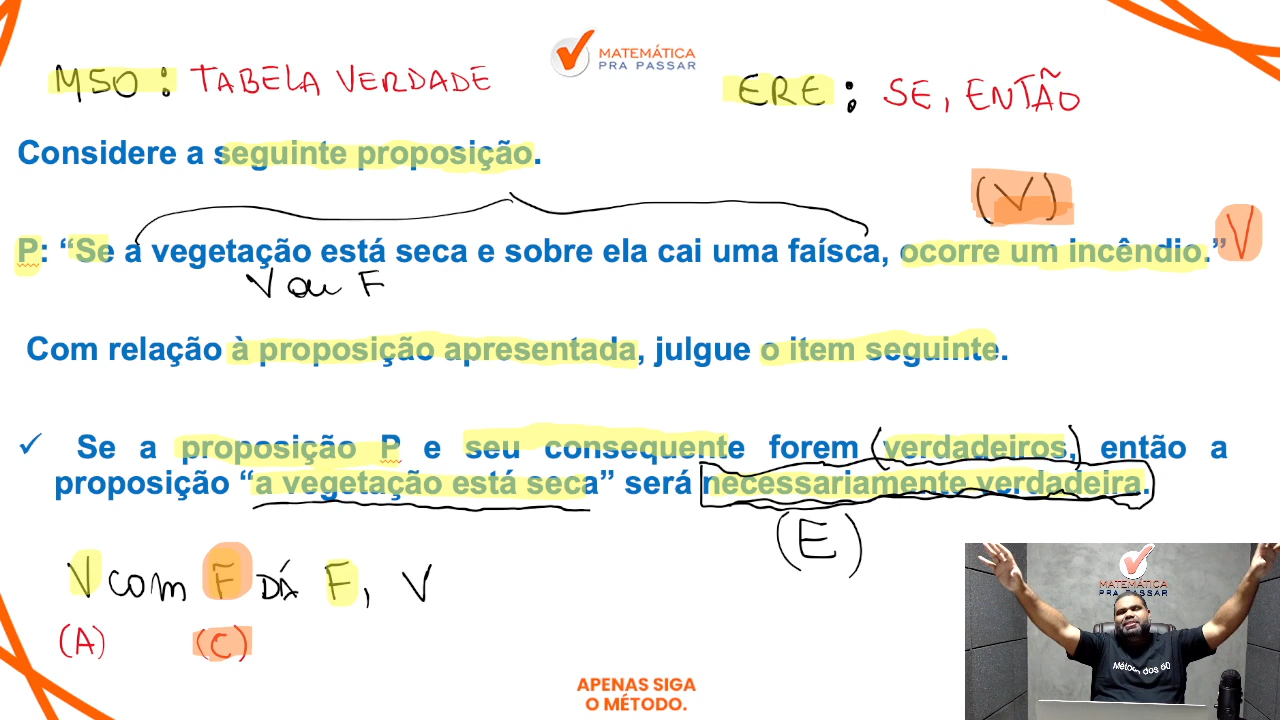 MATEMÁTICA
PRA PASSAR
M50 : TABELA VERDADE
ERE : SE, ENTÃO
Considere a seguinte proposição.
(V)
P: “Se a vegetação está seca e sobre ela cai uma faísca, ocorre um incêndio.” V
V ou F
Com relação à proposição apresentada, julgue o item seguinte.
✓ Se a proposição P e seu consequente forem (verdadeiros), então a
proposição “a vegetação está seca” será necessariamente verdadeira.
(E)
V com F DÁ F, V
(A) (C)
MATEMÁTICA
PRA PASSAR
Método dos 60
APENAS SIGA
O MÉTODO.